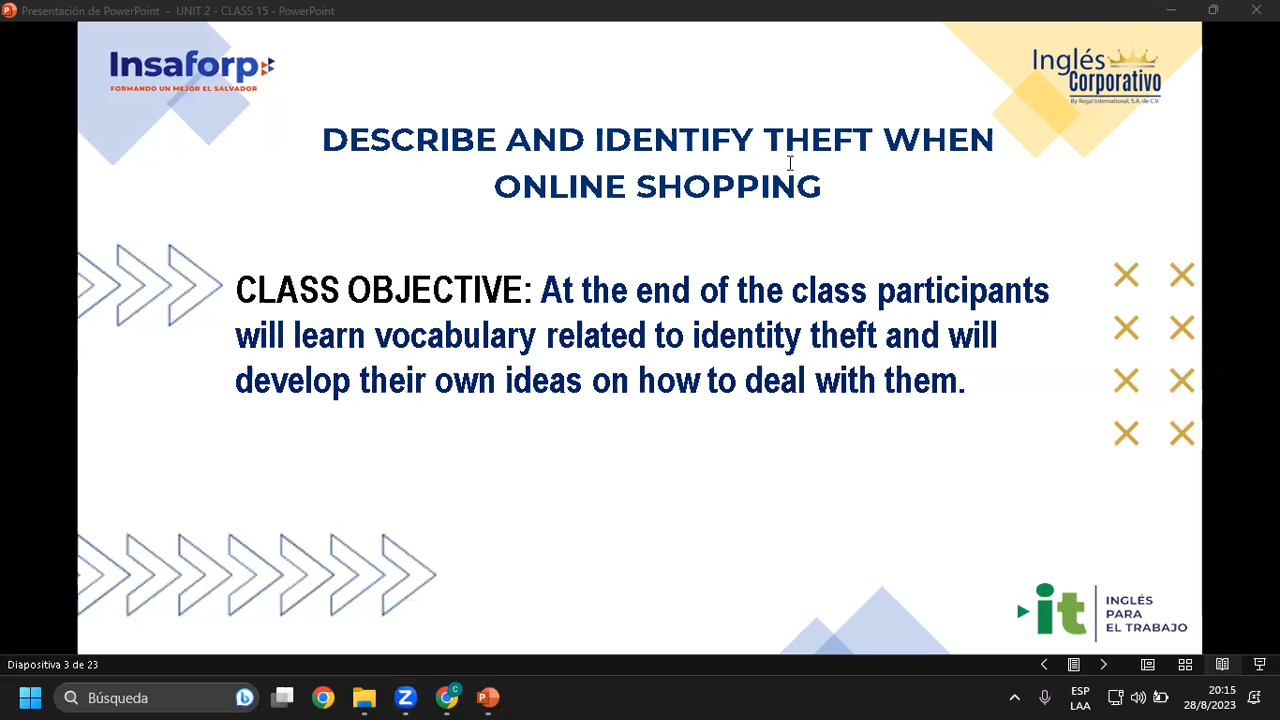 Presentación de PowerPoint - UNIT 2 - CLASS 15 - PowerPoint
Insaforp
FORMANDO UN MEJOR EL SALVADOR
Inglés
Corporativo
By Regal International, S.A. de C.V.
DESCRIBE AND IDENTIFY THEFT WHEN
ONLINE SHOPPING
CLASS OBJECTIVE: At the end of the class participants
will learn vocabulary related to identity theft and will
develop their own ideas on how to deal with them.
it
INGLÉS
PARA
EL TRABAJO
Diapositiva 3 de 23
Búsqueda
ESP
LAA
20:15
28/8/2023